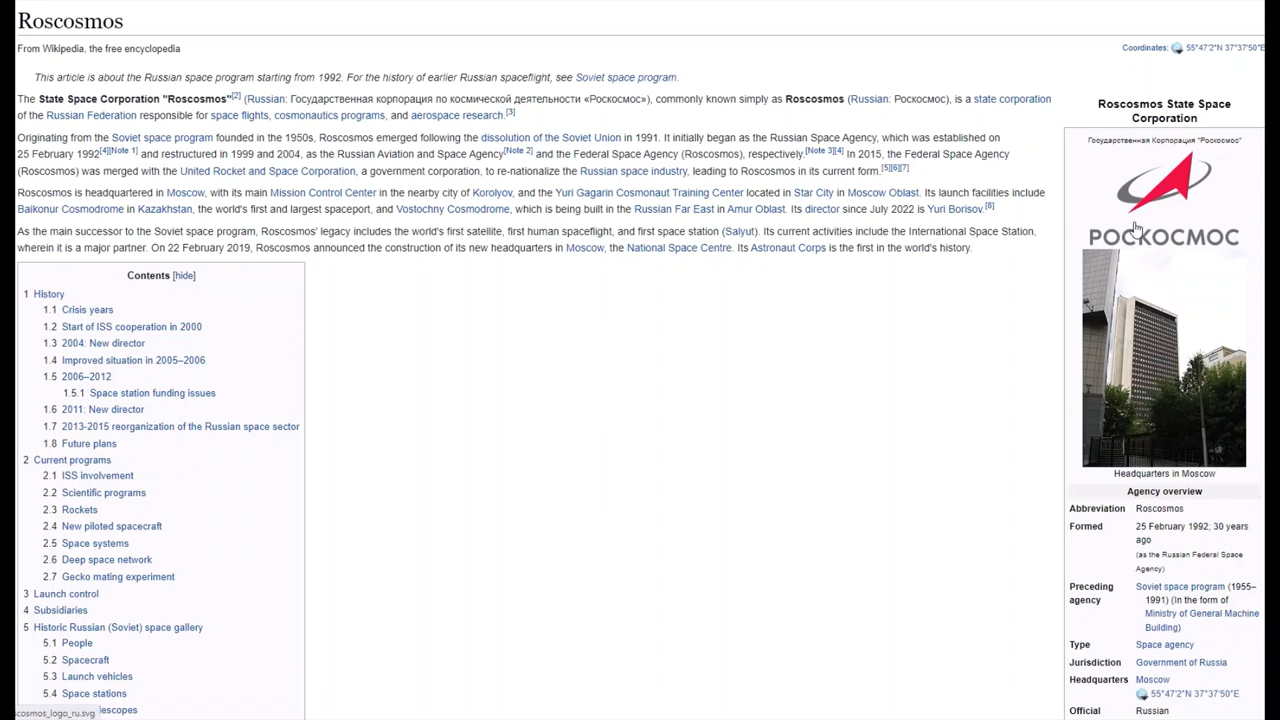 Roscosmos
From Wikipedia, the free encyclopedia
Coordinates: 55°47′2″N 37°37′50″E
This article is about the Russian space program starting from 1992. For the history of earlier Russian spaceflight, see Soviet space program.
The State Space Corporation "Roscosmos"[2] (Russian: Государственная корпорация по космической деятельности «Роскосмос»), commonly known simply as Roscosmos (Russian: Роскосмос), is a state corporation
of the Russian Federation responsible for space flights, cosmonautics programs, and aerospace research.[3]
Originating from the Soviet space program founded in the 1950s, Roscosmos emerged following the dissolution of the Soviet Union in 1991. It initially began as the Russian Space Agency, which was established on
25 February 1992[4][Note 1] and restructured in 1999 and 2004, as the Russian Aviation and Space Agency[Note 2] and the Federal Space Agency (Roscosmos), respectively.[Note 3][4] In 2015, the Federal Space Agency
(Roscosmos) was merged with the United Rocket and Space Corporation, a government corporation, to re-nationalize the Russian space industry, leading to Roscosmos in its current form.[5][6][7]
Roscosmos is headquartered in Moscow, with its main Mission Control Center in the nearby city of Korolyov, and the Yuri Gagarin Cosmonaut Training Center located in Star City in Moscow Oblast. Its launch facilities include
Baikonur Cosmodrome in Kazakhstan, the world's first and largest spaceport, and Vostochny Cosmodrome, which is being built in the Russian Far East in Amur Oblast. Its director since July 2022 is Yuri Borisov.[8]
As the main successor to the Soviet space program, Roscosmos' legacy includes the world's first satellite, first human spaceflight, and first space station (Salyut). Its current activities include the International Space Station,
wherein it is a major partner. On 22 February 2019, Roscosmos announced the construction of its new headquarters in Moscow, the National Space Centre. Its Astronaut Corps is the first in the world's history.
Contents [hide]
1 History
1.1 Crisis years
1.2 Start of ISS cooperation in 2000
1.3 2004: New director
1.4 Improved situation in 2005–2006
1.5 2006–2012
1.5.1 Space station funding issues
1.6 2011: New director
1.7 2013-2015 reorganization of the Russian space sector
1.8 Future plans
2 Current programs
2.1 ISS involvement
2.2 Scientific programs
2.3 Rockets
2.4 New piloted spacecraft
2.5 Space systems
2.6 Deep space network
2.7 Gecko mating experiment
3 Launch control
4 Subsidiaries
5 Historic Russian (Soviet) space gallery
5.1 People
5.2 Spacecraft
5.3 Launch vehicles
5.4 Space stations
lescopes
scosmos_logo_ru.svg
Roscosmos State Space
Corporation
Государственная Корпорация "Роскосмос"
РОСКОСМОС
Headquarters in Moscow
Agency overview
Abbreviation Roscosmos
Formed 25 February 1992; 30 years
ago
(as the Russian Federal Space
Agency)
Preceding Soviet space program (1955–
agency 1991) (In the form of
Ministry of General Machine
Building)
Type Space agency
Jurisdiction Government of Russia
Headquarters Moscow
55°47′2″N 37°37′50″E
Official Russian